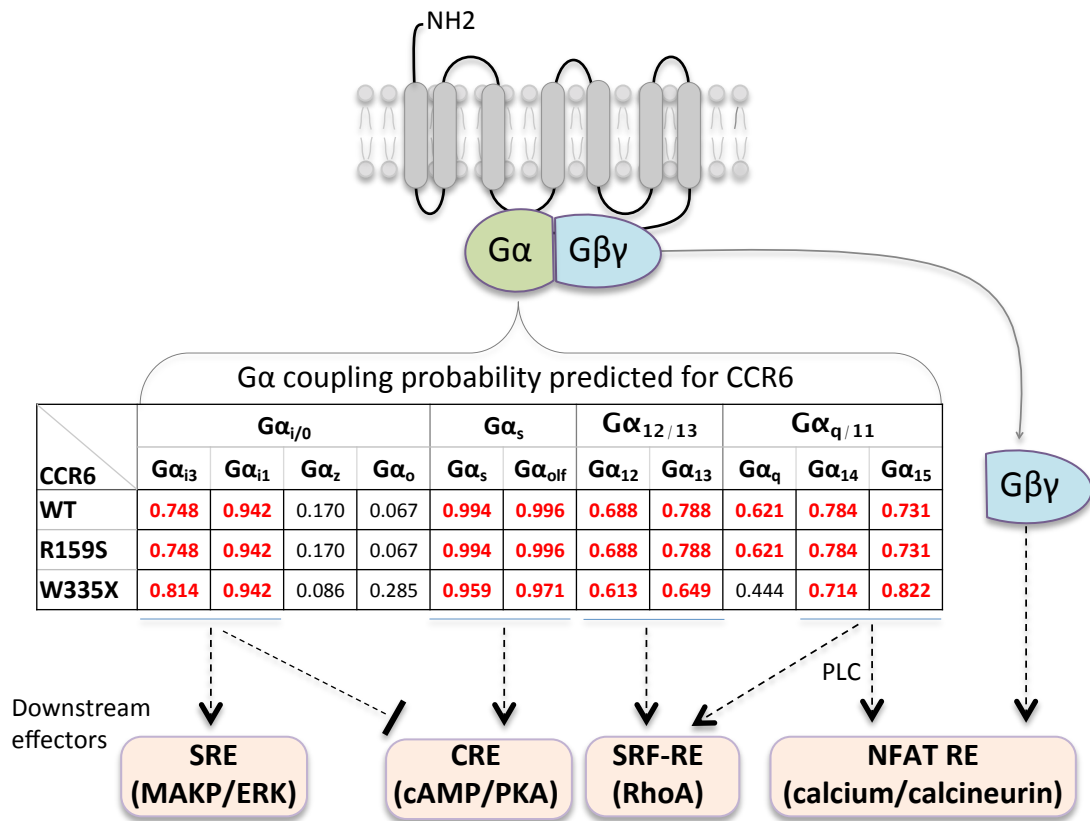 NH2
Gα
Gβγ
Gα coupling probability predicted for CCR6
Gαi/0 Gαs Gα12/13 Gαq/11
CCR6 Gαi3 Gαi1 Gαz Gαo Gαs Gαolf Gα12 Gα13 Gαq Gα14 Gα15
WT 0.748 0.942 0.170 0.067 0.994 0.996 0.688 0.788 0.621 0.784 0.731
R159S 0.748 0.942 0.170 0.067 0.994 0.996 0.688 0.788 0.621 0.784 0.731
W335X 0.814 0.942 0.086 0.285 0.959 0.971 0.613 0.649 0.444 0.714 0.822
Gβγ
PLC
Downstream
effectors
SRE
(MAKP/ERK)
CRE
(cAMP/PKA)
SRF-RE
(RhoA)
NFAT RE
(calcium/calcineurin)